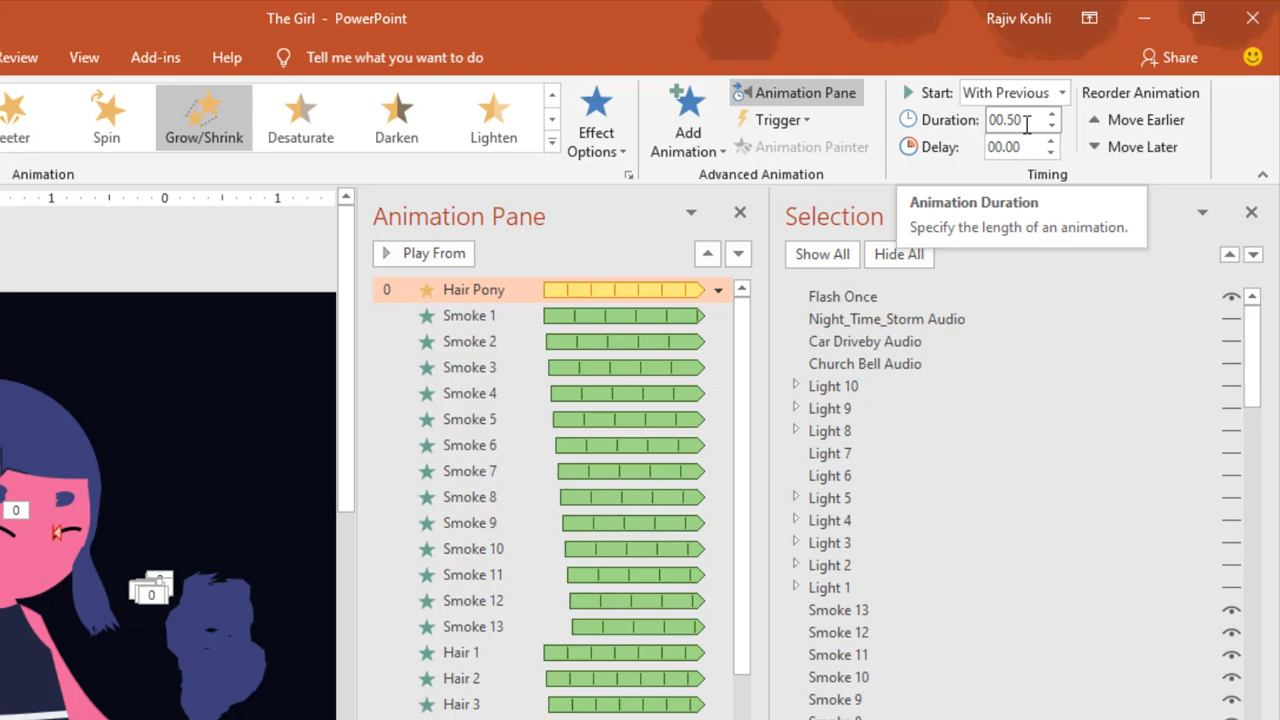 The Girl - PowerPoint
Rajiv Kohli
Review
View
Add-ins
Help
Tell me what you want to do
Share
eeter
Spin
Grow/Shrink
Desaturate
Darken
Lighten
Effect
Options
Add
Animation
Animation Pane
Trigger
Animation Painter
Start:
With Previous
Duration:
00.50
Delay:
00.00
Reorder Animation
Move Earlier
Move Later
Animation
Advanced Animation
Timing
1
0
1
Animation Duration
Specify the length of an animation.
Animation Pane
Play From
0
Hair Pony
Smoke 1
Smoke 2
Smoke 3
Smoke 4
Smoke 5
Smoke 6
Smoke 7
Smoke 8
Smoke 9
Smoke 10
Smoke 11
Smoke 12
Smoke 13
Hair 1
Hair 2
Hair 3
Selection
Show All
Hide All
Flash Once
Night_Time_Storm Audio
Car Driveby Audio
Church Bell Audio
Light 10
Light 9
Light 8
Light 7
Light 6
Light 5
Light 4
Light 3
Light 2
Light 1
Smoke 13
Smoke 12
Smoke 11
Smoke 10
Smoke 9
0
0